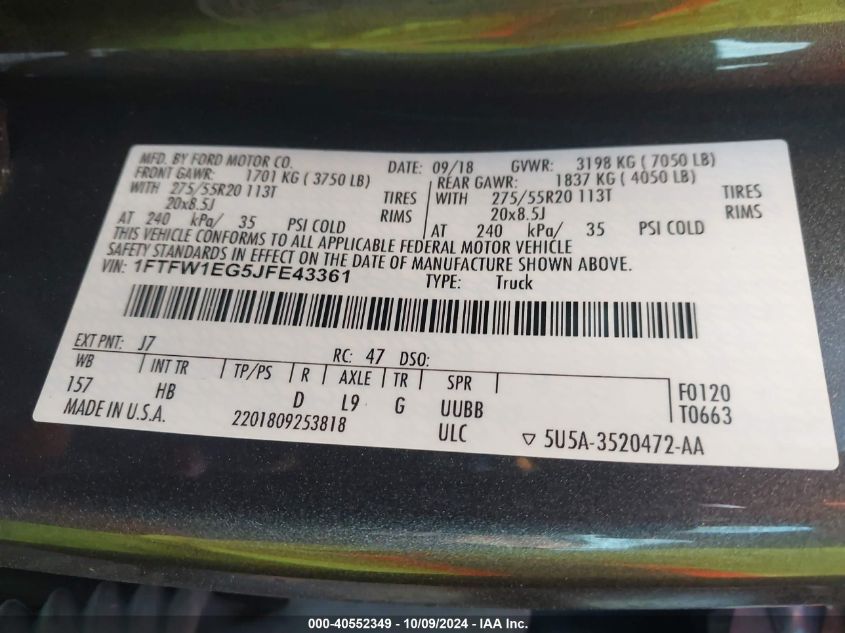 MFD. BY FORD MOTOR CO. DATE: 09/18 GVWR: 3198 KG ( 7050 LB)
FRONT GAWR: 1701 KG ( 3750 LB) REAR GAWR: 1837 KG ( 4050 LB)
WITH 275/55R20 113T TIRES WITH 275/55R20 113T TIRES
20x8.5J RIMS 20x8.5J RIMS
AT 240 kPa/ 35 PSI COLD AT 240 kPa/ 35 PSI COLD
THIS VEHICLE CONFORMS TO ALL APPLICABLE FEDERAL MOTOR VEHICLE
SAFETY STANDARDS IN EFFECT ON THE DATE OF MANUFACTURE SHOWN ABOVE.
VIN: 1FTFW1EG5JFE43361 TYPE: Truck
EXT PNT: J7 RC: 47 DSO:
WB INT TR TP/PS R AXLE TR SPR
157 HB D L9 G UUBB F0120
T0663
MADE IN U.S.A. 2201809253818 ULC ▽ 5U5A-3520472-AA
000-40552349 - 10/09/2024 - IAA Inc.